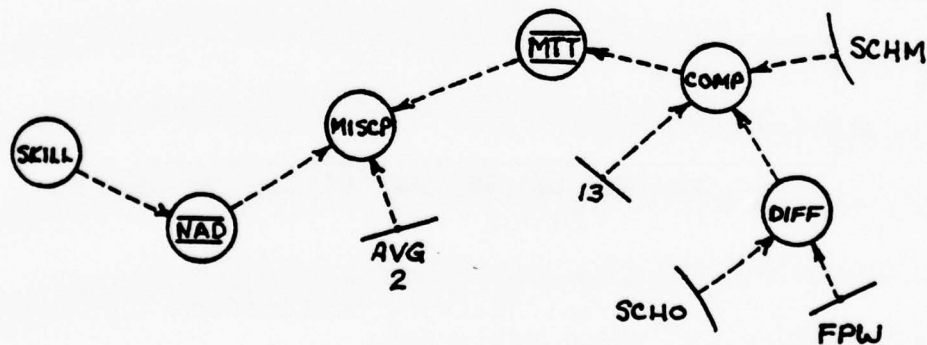 MTT
SCHM
COMP
MISCP
SKILL
13
DIFF
NAD
AVG
2
SCHO
FPW